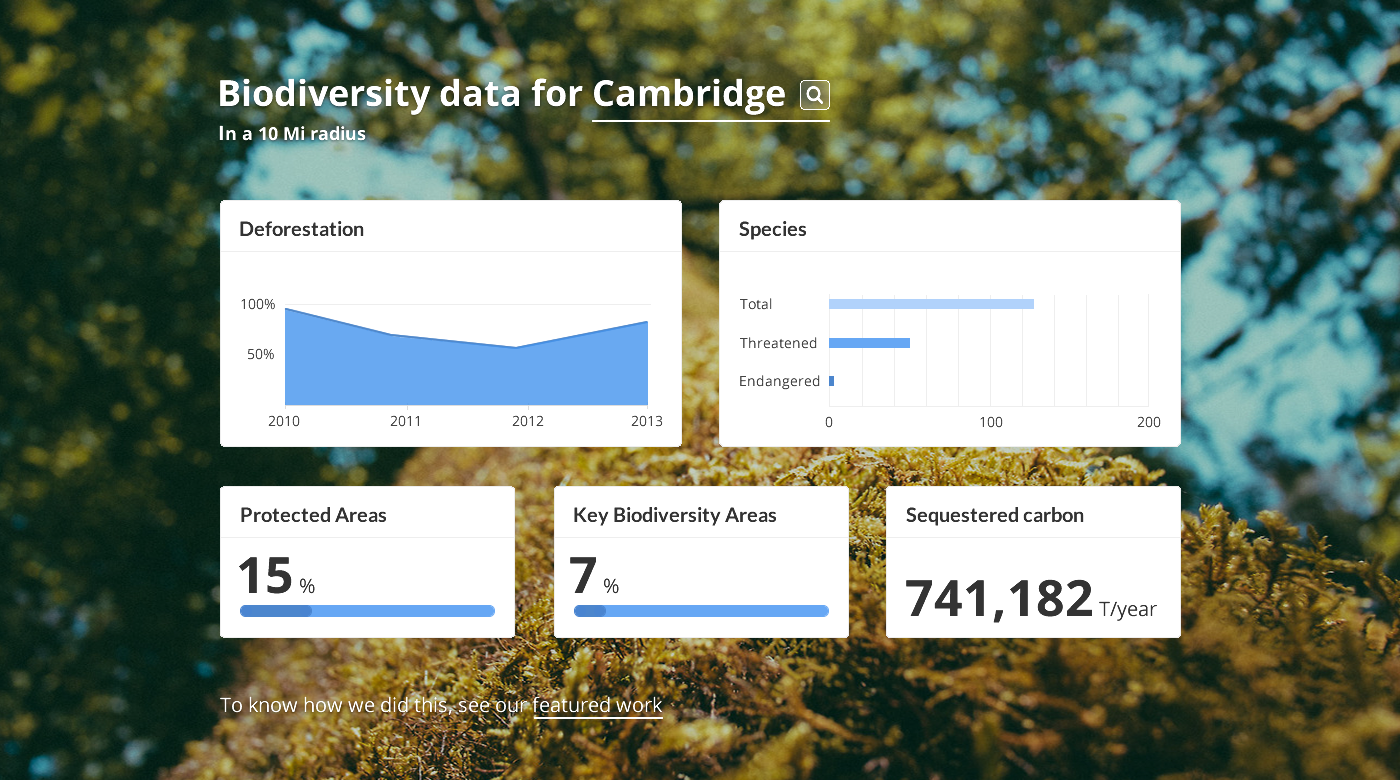 Biodiversity data for Cambridge
In a 10 Mi radius
Deforestation
100%
50%
2010 2011 2012 2013
Species
Total
Threatened
Endangered
0 100 200
Protected Areas
15 %
Key Biodiversity Areas
7 %
Sequestered carbon
741,182 T/year
To know how we did this, see our featured work